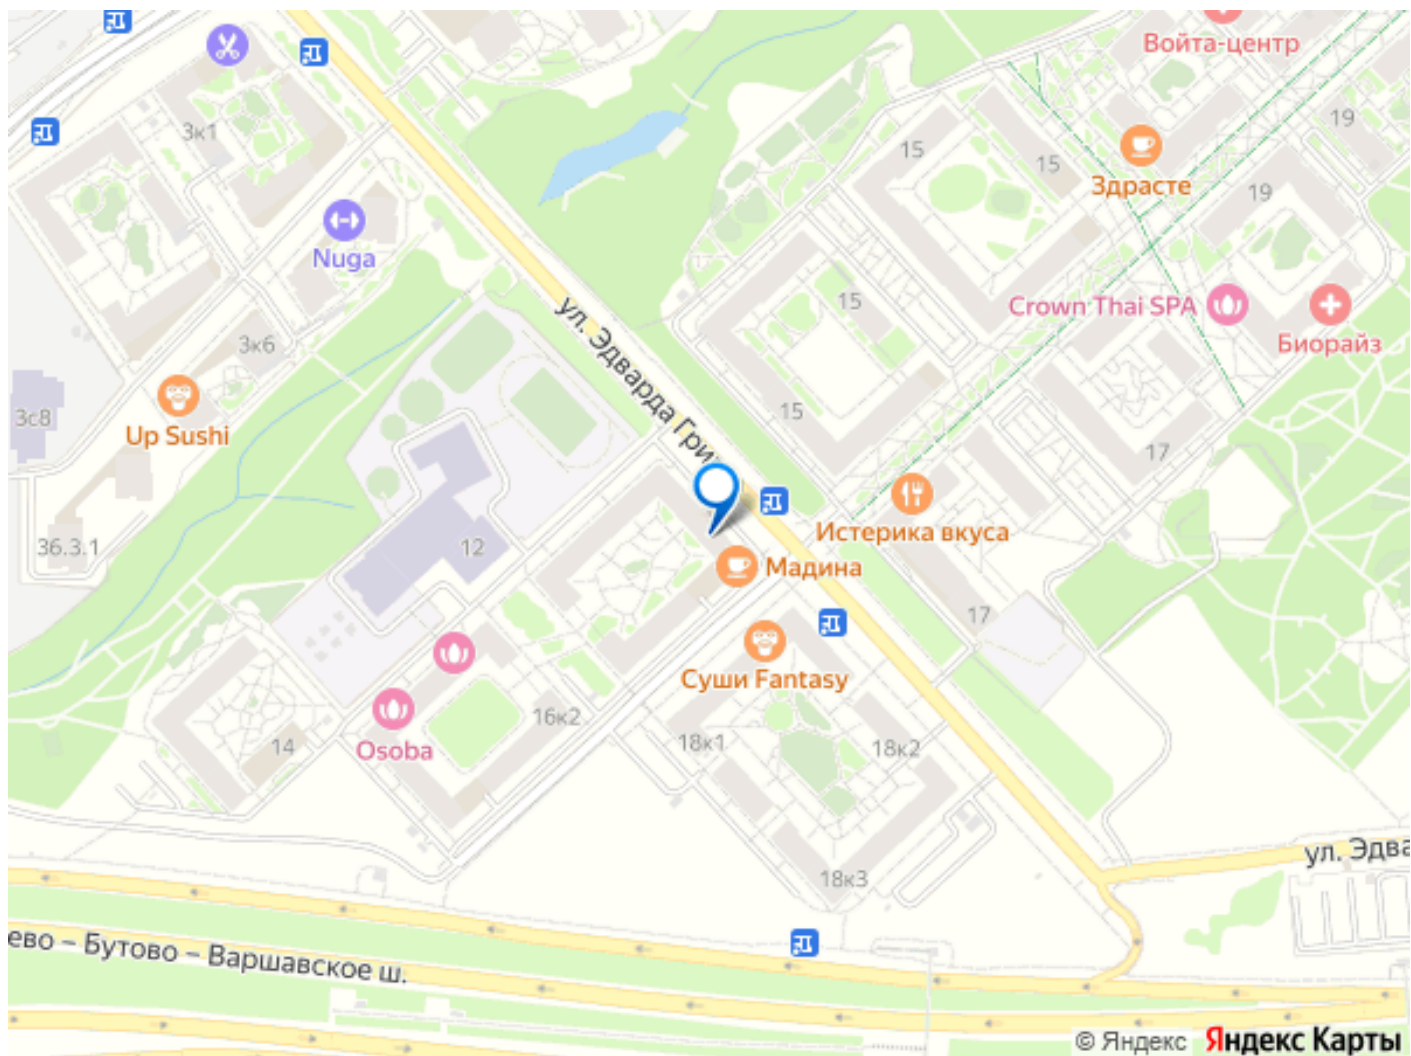 Войта-центр
3к1
19
15
15
Здрасте
19
Nuga
15
Crown Thai SPA
ул. Эдварда Гри
Биорайз
3к6
3с8
15
Up Sushi
17
Истерика вкуса
36.3.1
12
Мадина
17
Суши Fantasy
16к2
14
Osoba
18к1
18к2
ул. Эдва
18к3
ево – Бутово – Варшавское ш.
© Яндекс Яндекс Карты